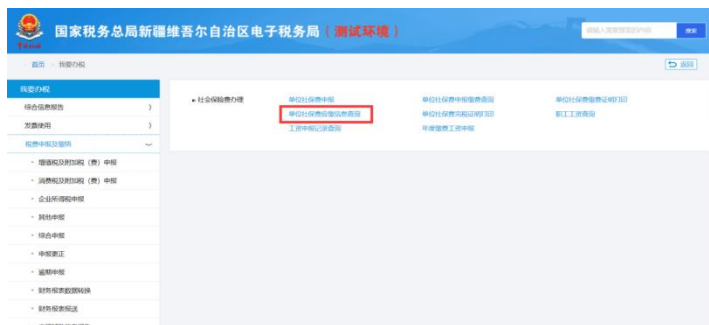 国家税务总局新疆维吾尔自治区电子税务局（测试环境）
搜索
首页 > 我要办税
返回
我要办税
综合信息报告
发票使用
税费申报及缴纳
增值税及附加税（费）申报
消费税及附加税（费）申报
企业所得税申报
其他申报
综合申报
申报更正
逾期申报
财务报表数据转换
财务报表报送
社会保险费办理
单位社保费申报
单位社保费申报缴费查询
单位社保费缴费证明打印
单位社保费应缴信息查询
单位社保费完税证明打印
职工工资查询
工资申报记录查询
年度缴费工资申报